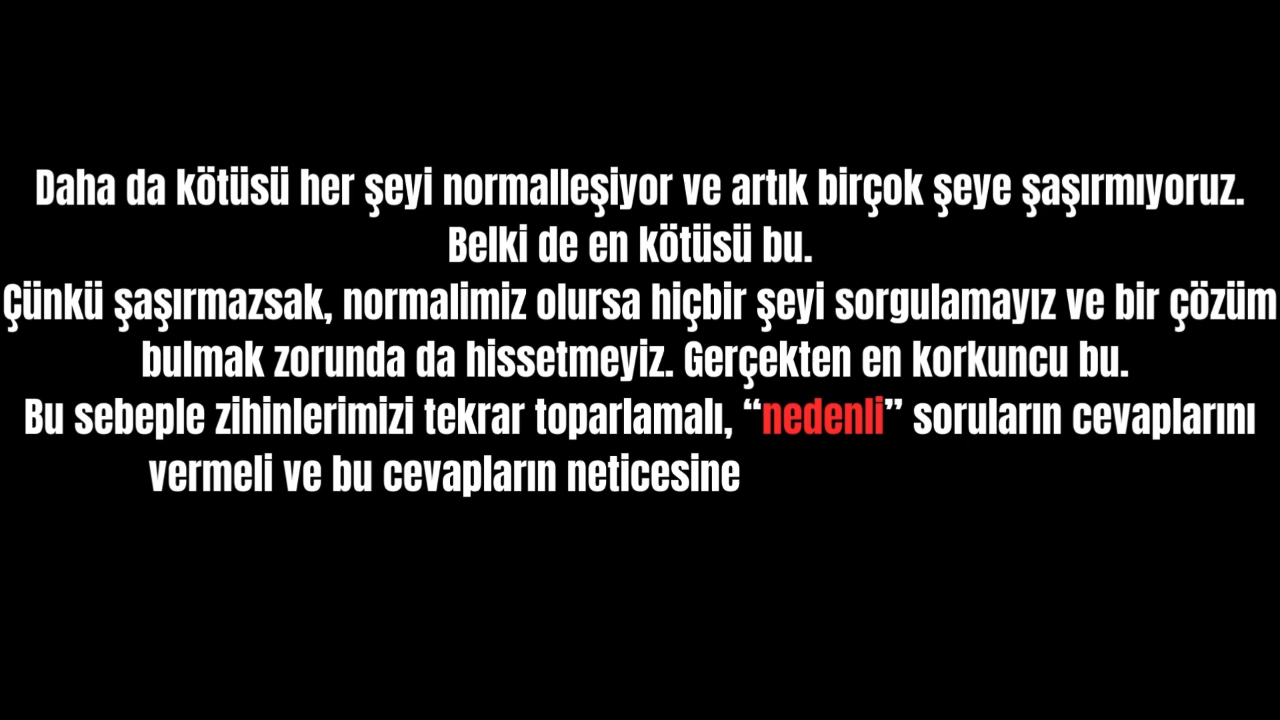 Daha da kötüsü her şeyi normalleşiyor ve artık birçok şeye şaşırmıyoruz.
Belki de en kötüsü bu.
Çünkü şaşırmazsak, normalimiz olursa hiçbir şeyi sorgulamayız ve bir çözüm
bulmak zorunda da hissetmeyiz. Gerçekten en korkuncu bu.
Bu sebeple zihinlerimizi tekrar toparlamalı, “nedenli” soruların cevaplarını
vermeli ve bu cevapların neticesine